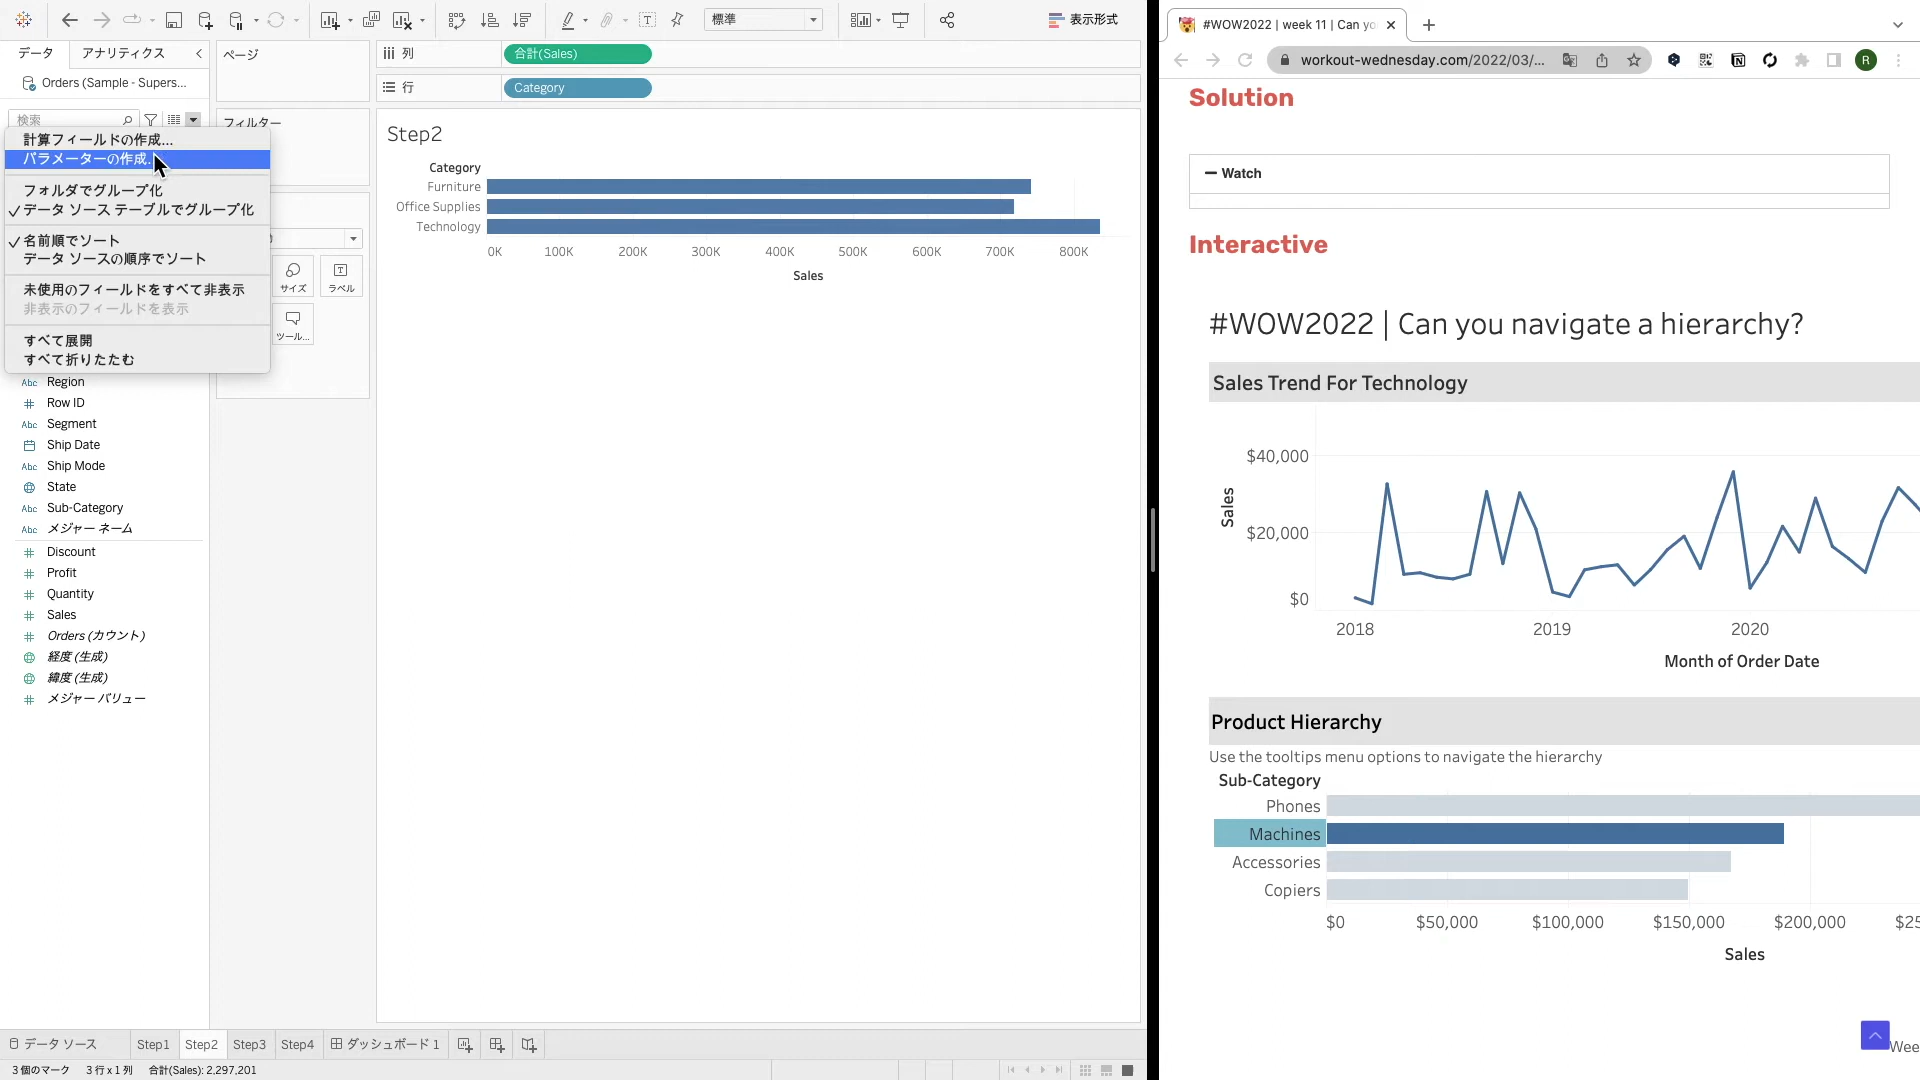 標準
表示形式
データ
アナリティクス
Orders (Sample - Supers...
検索
計算フィールドの作成...
パラメーターの作成
フォルダでグループ化
データ ソース テーブルでグループ化
名前順でソート
データ ソースの順序でソート
未使用のフィールドをすべて非表示
非表示のフィールドを表示
すべて展開
すべて折りたたむ
Abc Region
# Row ID
Abc Segment
Ship Date
Abc Ship Mode
State
Abc Sub-Category
Abc メジャー ネーム
# Discount
# Profit
# Quantity
# Sales
# Orders (カウント)
経度 (生成)
緯度 (生成)
# メジャー バリュー
ページ
フィルター
サイズ
ラベル
ツール...
列
合計(Sales)
行
Category
Step2
Category
Furniture
Office Supplies
Technology
0K 100K 200K 300K 400K 500K 600K 700K 800K
Sales
データ ソース
Step1
Step2
Step3
Step4
ダッシュボード 1
3 個のマーク
3 行 x 1 列
合計(Sales): 2,297,201
#WOW2022 | week 11 | Can yo
workout-wednesday.com/2022/03/...
R
Solution
Watch
Interactive
#WOW2022 | Can you navigate a hierarchy?
Sales Trend For Technology
Sales
$40,000
$20,000
$0
2018 2019 2020
Month of Order Date
Product Hierarchy
Use the tooltips menu options to navigate the hierarchy
Sub-Category
Phones
Machines
Accessories
Copiers
$0 $50,000 $100,000 $150,000 $200,000 $25
Sales
Wee